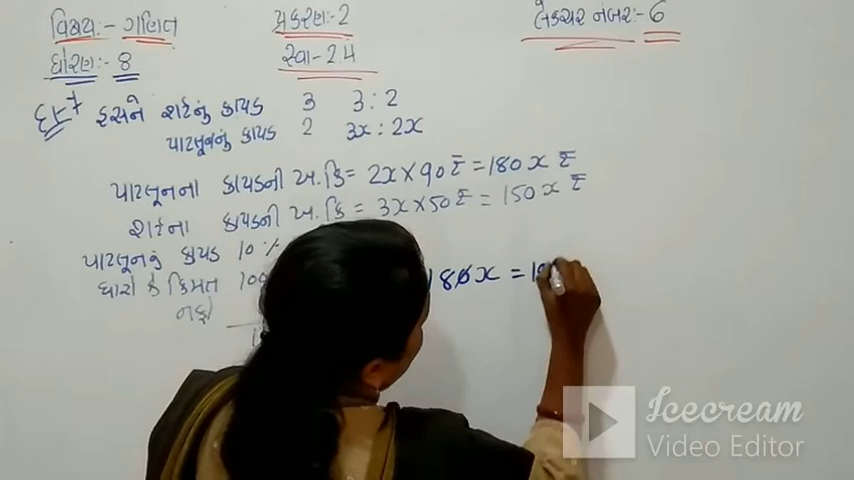 વિષય:- ગણિત
પ્રકરણ:- 2
લેક્ચર નંબર:- 6
ધોરણ:- 8
સ્વા - 2.4
દા 7 હસને શર્ટનું કાપડ 3 3 : 2
પાટલૂનનું કાપડ 2 3x : 2x
પાટલૂનના કાપડની ખ. કિં = 2x × 90 ₹ = 180 x ₹
શર્ટના કાપડની ખ. કિં = 3x × 50 ₹ = 150 x ₹
પાટલૂનનું કાપડ 10 %
ધારો કે કિંમત 100 180x =
નફો
Icecream
Video Editor